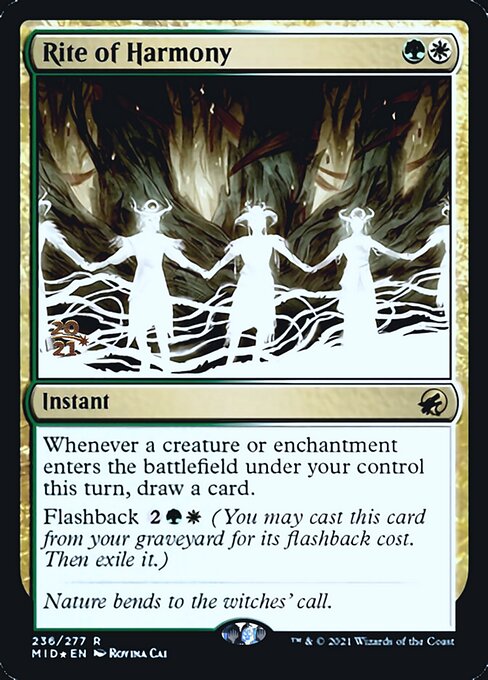 Rite of Harmony
20
21
Instant
Whenever a creature or enchantment
enters the battlefield under your control
this turn, draw a card.
Flashback 2 (You may cast this card
from your graveyard for its flashback cost.
Then exile it.)
Nature bends to the witches' call.
236/277 R
MID★EN Rovina Cai
™ & © 2021 Wizards of the Coast